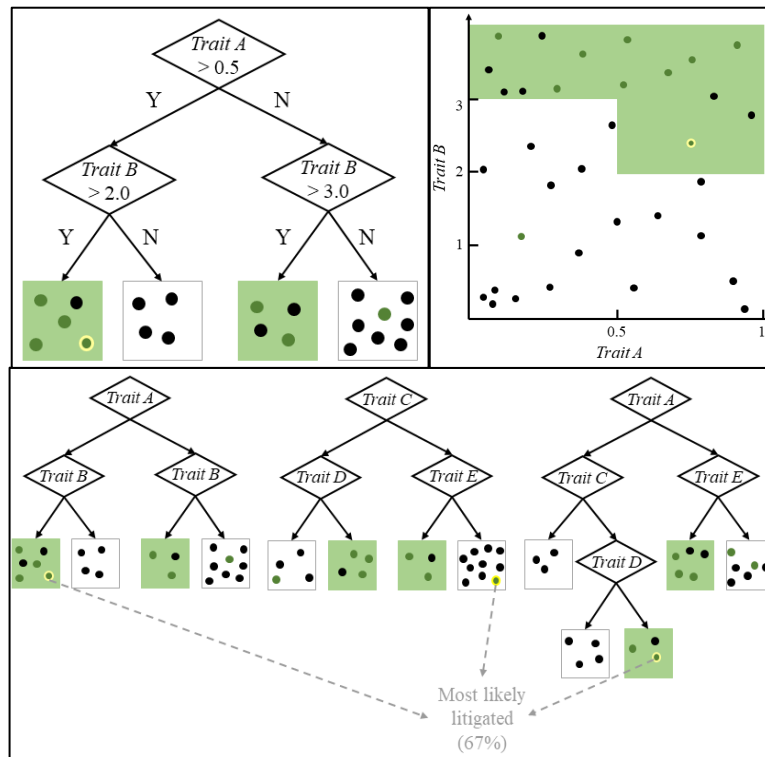 Trait A
> 0.5
Y
N
Trait B
> 2.0
Trait B
> 3.0
Y
N
Y
N
Trait B
3
2
1
0.5
1
Trait A
Trait A
Trait C
Trait A
Trait B
Trait B
Trait D
Trait E
Trait C
Trait E
Trait D
Most likely
litigated
(67%)